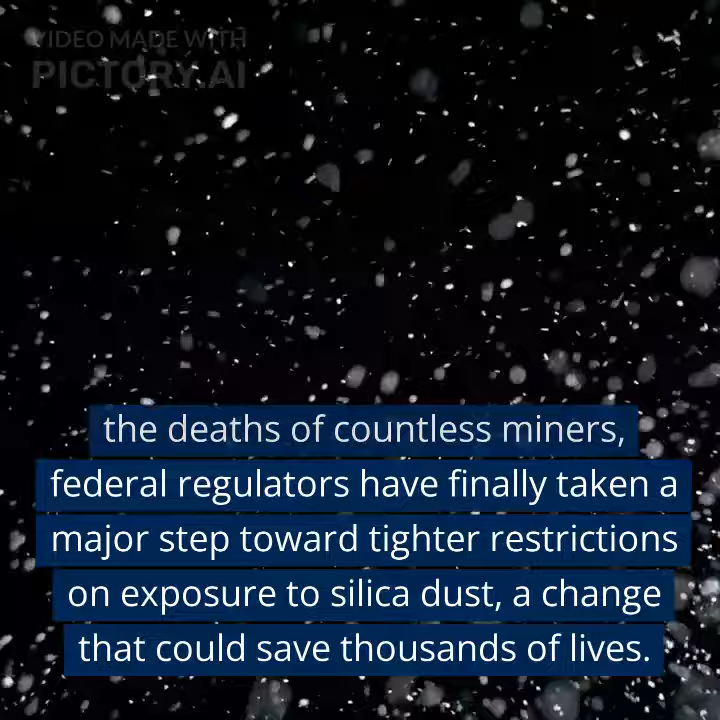 VIDEO MADE WITH
PICTORY.AI
the deaths of countless miners,
federal regulators have finally taken a
major step toward tighter restrictions
on exposure to silica dust, a change
that could save thousands of lives.